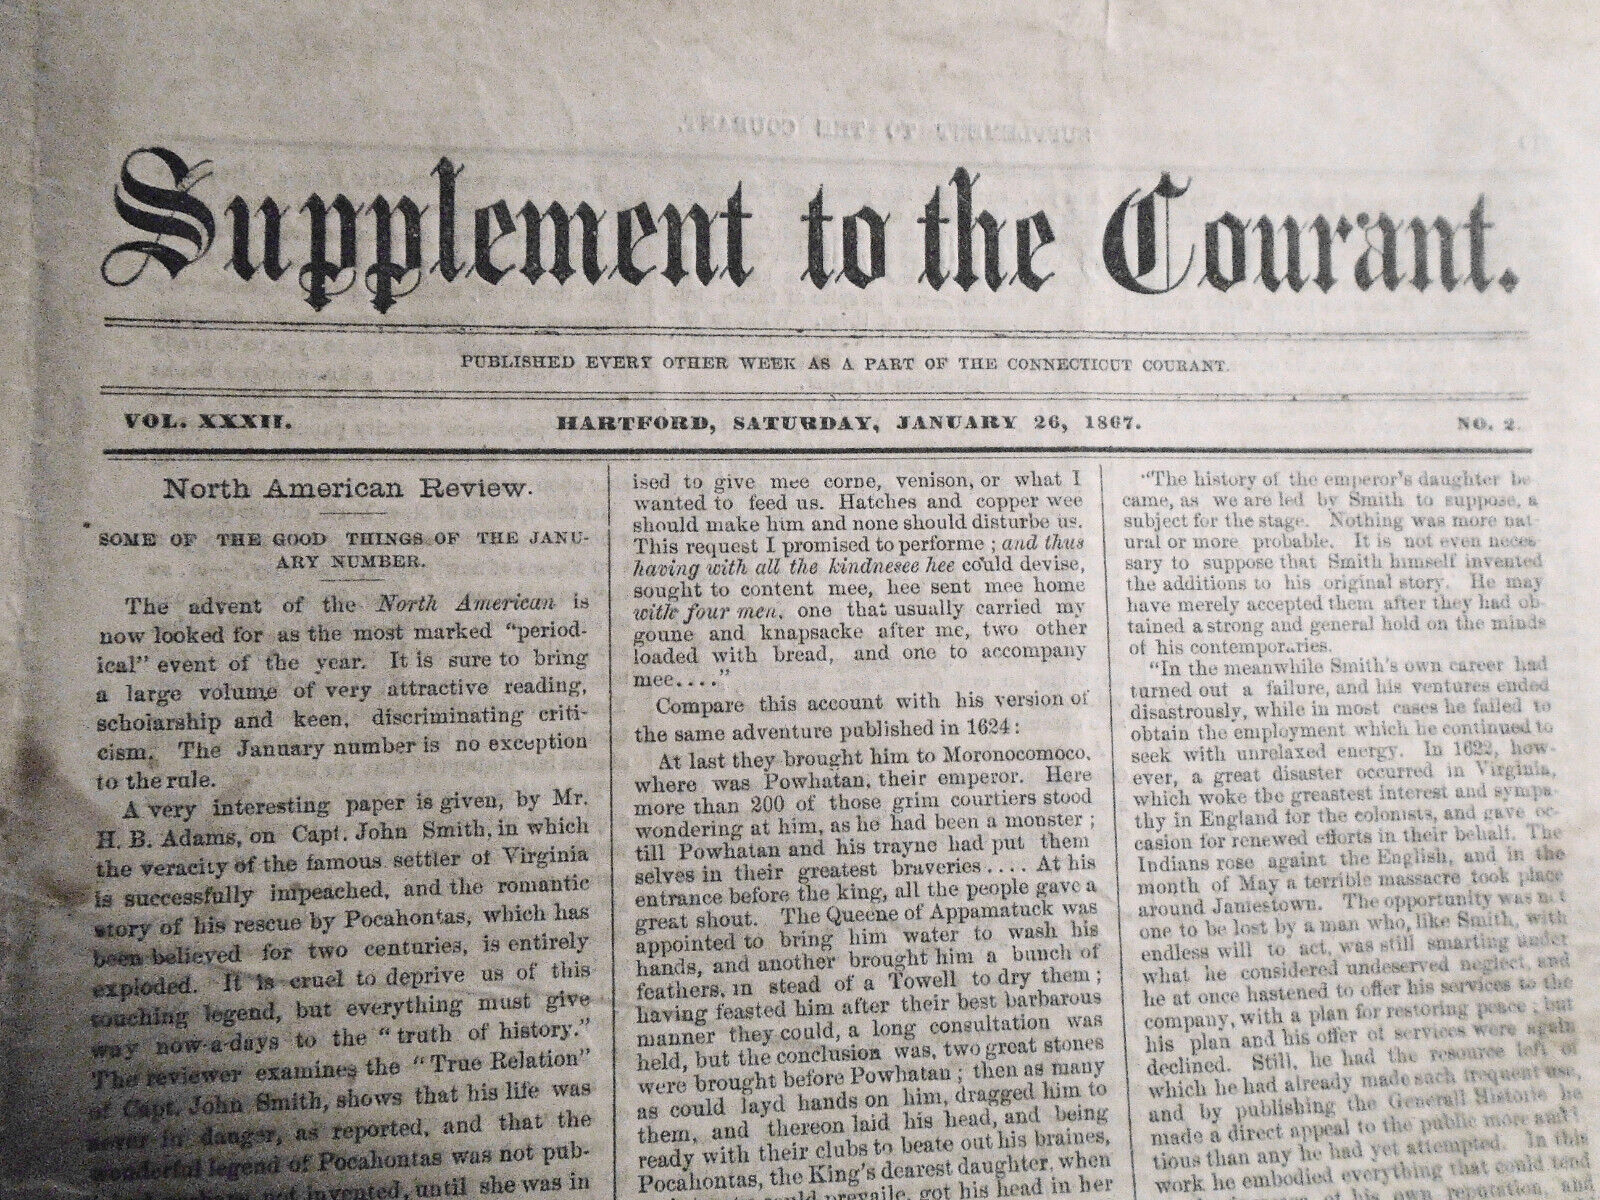 SUPPLEMENT TO THE COURANT.
Supplement to the Courant.
PUBLISHED EVERY OTHER WEEK AS A PART OF THE CONNECTICUT COURANT.
VOL. XXXII.
HARTFORD, SATURDAY, JANUARY 26, 1867.
NO. 2.
North American Review.
SOME OF THE GOOD THINGS OF THE JANU-
ARY NUMBER.
The advent of the North American is
now looked for as the most marked "period-
ical" event of the year. It is sure to bring
a large volume of very attractive reading,
scholarship and keen, discriminating criti-
cism. The January number is no exception
to the rule.
A very interesting paper is given, by Mr.
H. B. Adams, on Capt. John Smith, in which
the veracity of the famous settler of Virginia
is successfully impeached, and the romantic
story of his rescue by Pocahontas, which has
been believed for two centuries, is entirely
exploded. It is cruel to deprive us of this
touching legend, but everything must give
way now-a-days to the "truth of history."
The reviewer examines the "True Relation"
of Capt. John Smith, shows that his life was
never in danger, as reported, and that the
wonderful legend of Pocahontas was not pub-
not invented, until she was in
ised to give mee corne, venison, or what I
wanted to feed us. Hatches and copper wee
should make him and none should disturbe us.
This request I promised to performe; and thus
having with all the kindnesee hee could devise,
sought to content mee, hee sent mee home
with four men, one that usually carried my
goune and knapsacke after me, two other
loaded with bread, and one to accompany
mee...."
Compare this account with his version of
the same adventure published in 1624:
At last they brought him to Moronocomoco,
where was Powhatan, their emperor. Here
more than 200 of those grim courtiers stood
wondering at him, as he had been a monster;
till Powhatan and his trayne had put them
selves in their greatest braveries.... At his
entrance before the king, all the people gave a
great shout. The Queene of Appamatuck was
appointed to bring him water to wash his
hands, and another brought him a bunch of
feathers, in stead of a Towell to dry them;
having feasted him after their best barbarous
manner they could, a long consultation was
held, but the conclusion was, two great stones
were brought before Powhatan; then as many
as could layd hands on him, dragged him to
them, and thereon laid his head, and being
ready with their clubs to beate out his braines,
Pocahontas, the King's dearest daughter, when
prevaile, got his head in her
"The history of the emperor's daughter be
came, as we are led by Smith to suppose, a
subject for the stage. Nothing was more nat-
ural or more probable. It is not even neces-
sary to suppose that Smith himself invented
the additions to his original story. He may
have merely accepted them after they had ob-
tained a strong and general hold on the minds
of his contemporaries.
"In the meanwhile Smith's own career had
turned out a failure, and his ventures ended
disastrously, while in most cases he failed to
obtain the employment which he continued to
seek with unrelaxed energy. In 1622, how-
ever, a great disaster occurred in Virginia,
which woke the greastest interest and sympa-
thy in England for the colonists, and gave oc-
casion for renewed efforts in their behalf. The
Indians rose againt the English, and in the
month of May a terrible massacre took place
around Jamestown. The opportunity was not
one to be lost by a man who, like Smith, with
endless will to act, was still smarting under
what he considered undeserved neglect, and
he at once hastened to offer his services to the
company, with a plan for restoring peace; but
his plan and his offer of services were again
declined. Still, he had the resource left of
which he had already made such frequent use,
and by publishing the Generall Historie he
made a direct appeal to the public more
tious than any he had yet attempted. In this
work he embodied everything that could tend
of his own reputation, and